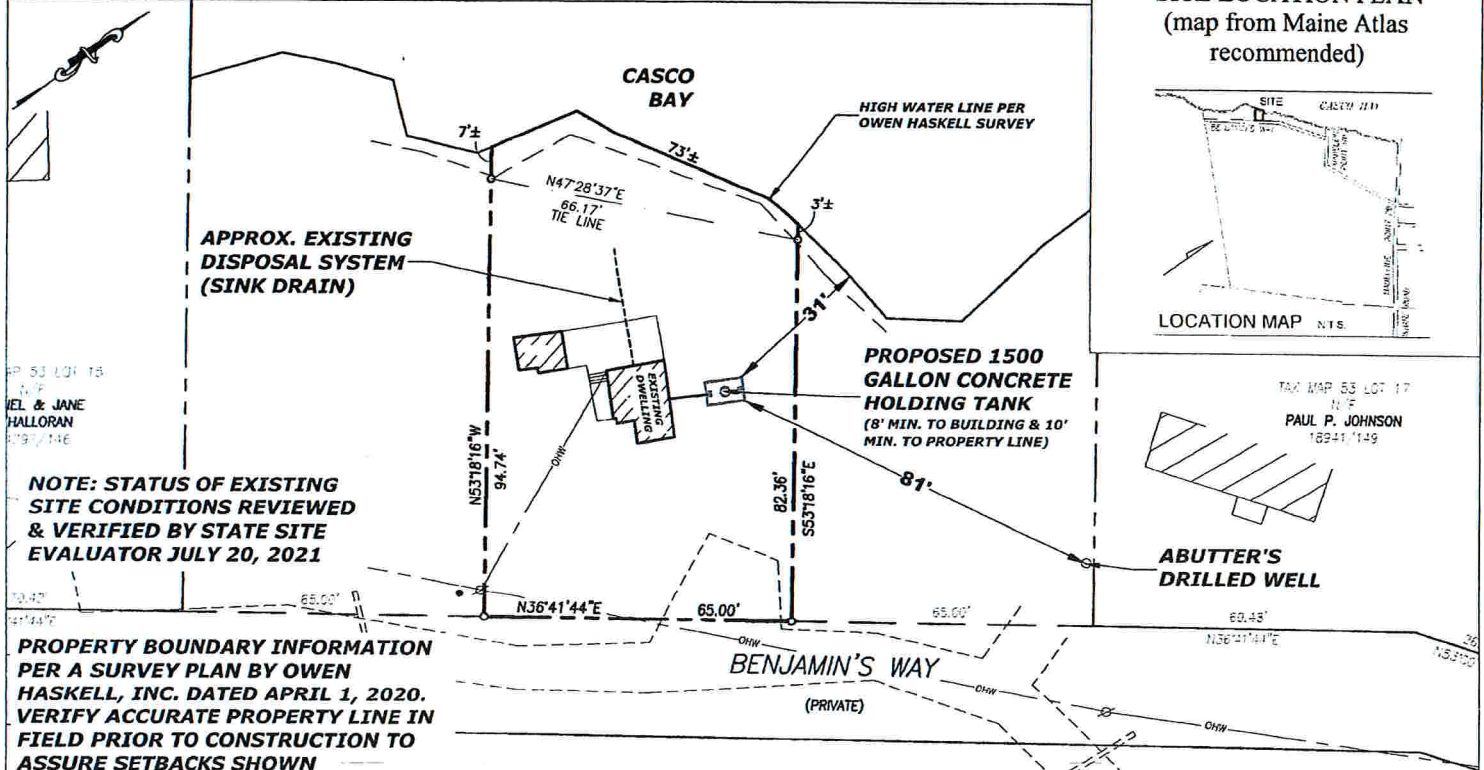 (map from Maine Atlas
recommended)
CASCO
BAY
HIGH WATER LINE PER
OWEN HASKELL SURVEY
SITE
LOCATION MAP N.T.S.
7'±
73'±
3'±
N47°28'37"E
66.17'
TIE LINE
APPROX. EXISTING
DISPOSAL SYSTEM
(SINK DRAIN)
31'
EXISTING
DWELLING
PROPOSED 1500
GALLON CONCRETE
HOLDING TANK
(8' MIN. TO BUILDING & 10'
MIN. TO PROPERTY LINE)
TAX MAP 53 LOT 17
N/F
PAUL P. JOHNSON
18941/149
53 LOT 15
N/F
& JANE
HALLORAN
OHW
N53°18'16"W
94.74'
82.36'
S53°18'16"E
81'
ABUTTER'S
DRILLED WELL
NOTE: STATUS OF EXISTING
SITE CONDITIONS REVIEWED
& VERIFIED BY STATE SITE
EVALUATOR JULY 20, 2021
65.00'
N36°41'44"E
65.00'
65.00'
N36°41'44"E
OHW
BENJAMIN'S WAY
(PRIVATE)
OHW
OHW
PROPERTY BOUNDARY INFORMATION
PER A SURVEY PLAN BY OWEN
HASKELL, INC. DATED APRIL 1, 2020.
VERIFY ACCURATE PROPERTY LINE IN
FIELD PRIOR TO CONSTRUCTION TO
ASSURE SETBACKS SHOWN